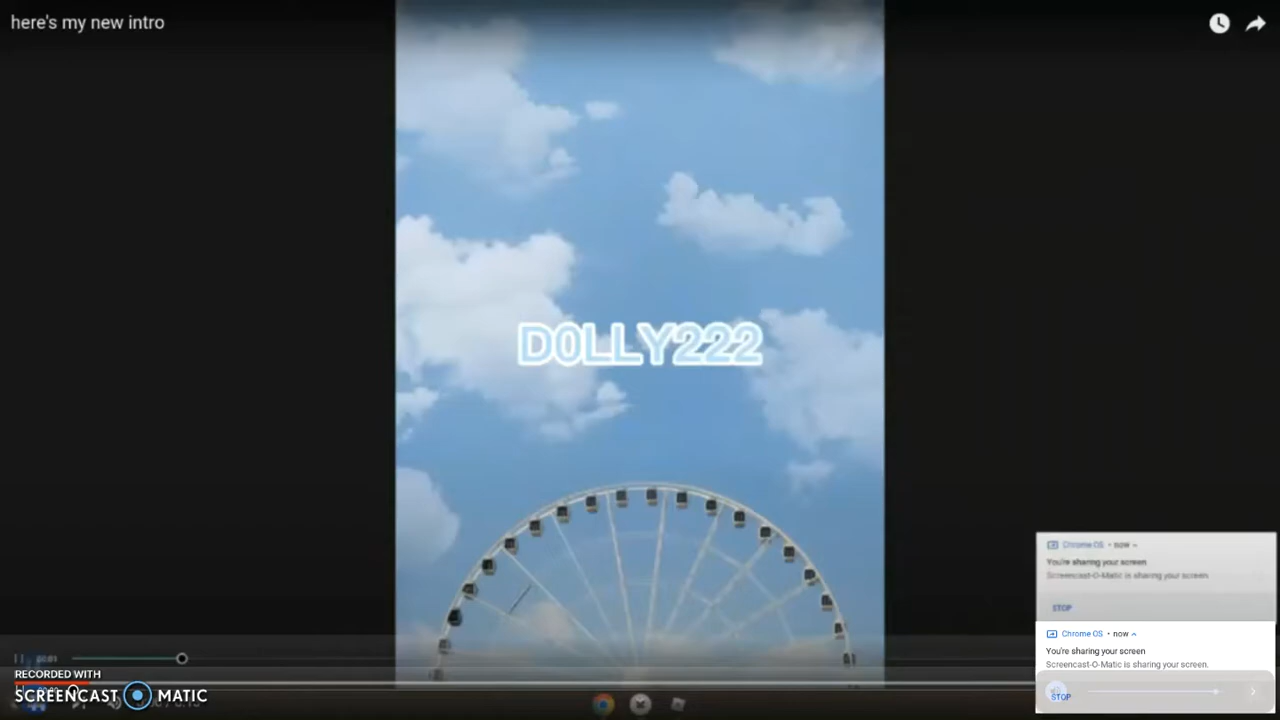 here's my new intro
D0LLY222
Chrome OS • now
You're sharing your screen
Screencast-O-Matic is sharing your screen.
STOP
Chrome OS • now
You're sharing your screen
Screencast-O-Matic is sharing your screen.
STOP
RECORDED WITH
SCREENCAST MATIC